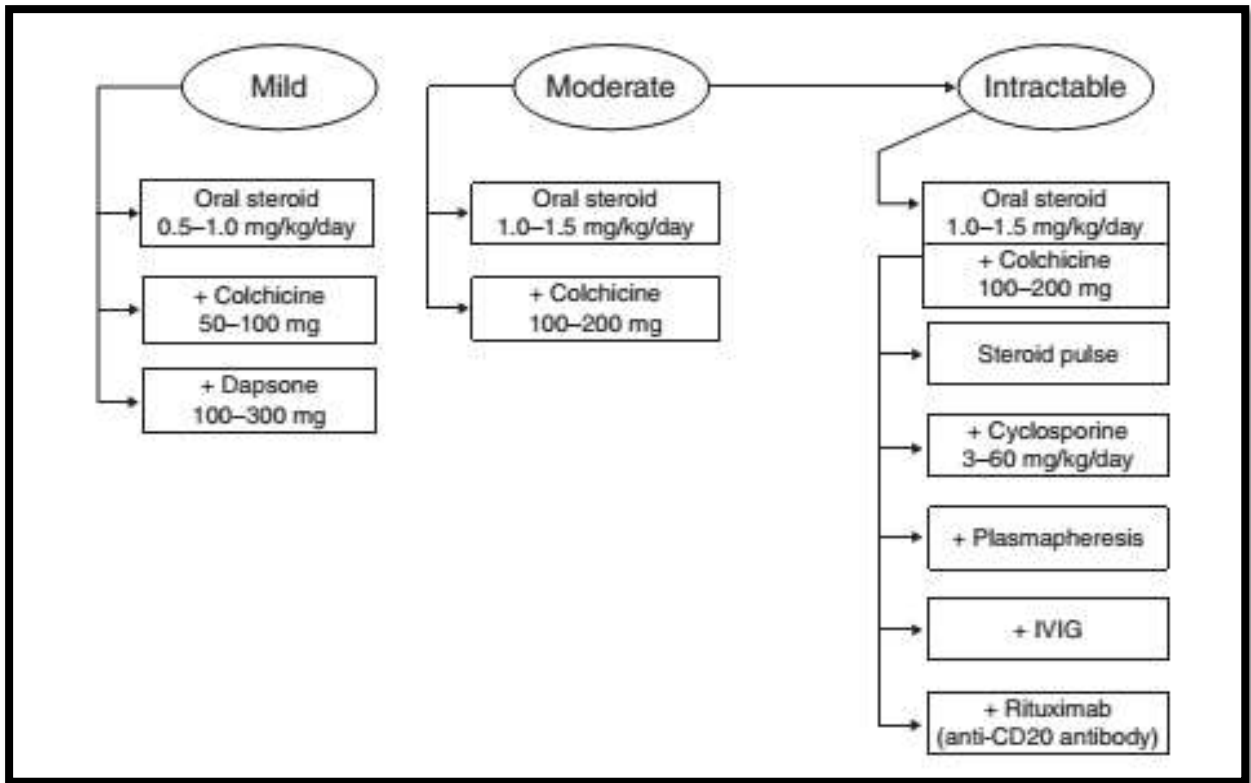 Mild
Oral steroid
0.5–1.0 mg/kg/day
+ Colchicine
50–100 mg
+ Dapsone
100–300 mg
Moderate
Oral steroid
1.0–1.5 mg/kg/day
+ Colchicine
100–200 mg
Intractable
Oral steroid
1.0–1.5 mg/kg/day
+ Colchicine
100–200 mg
Steroid pulse
+ Cyclosporine
3–60 mg/kg/day
+ Plasmapheresis
+ IVIG
+ Rituximab
(anti-CD20 antibody)